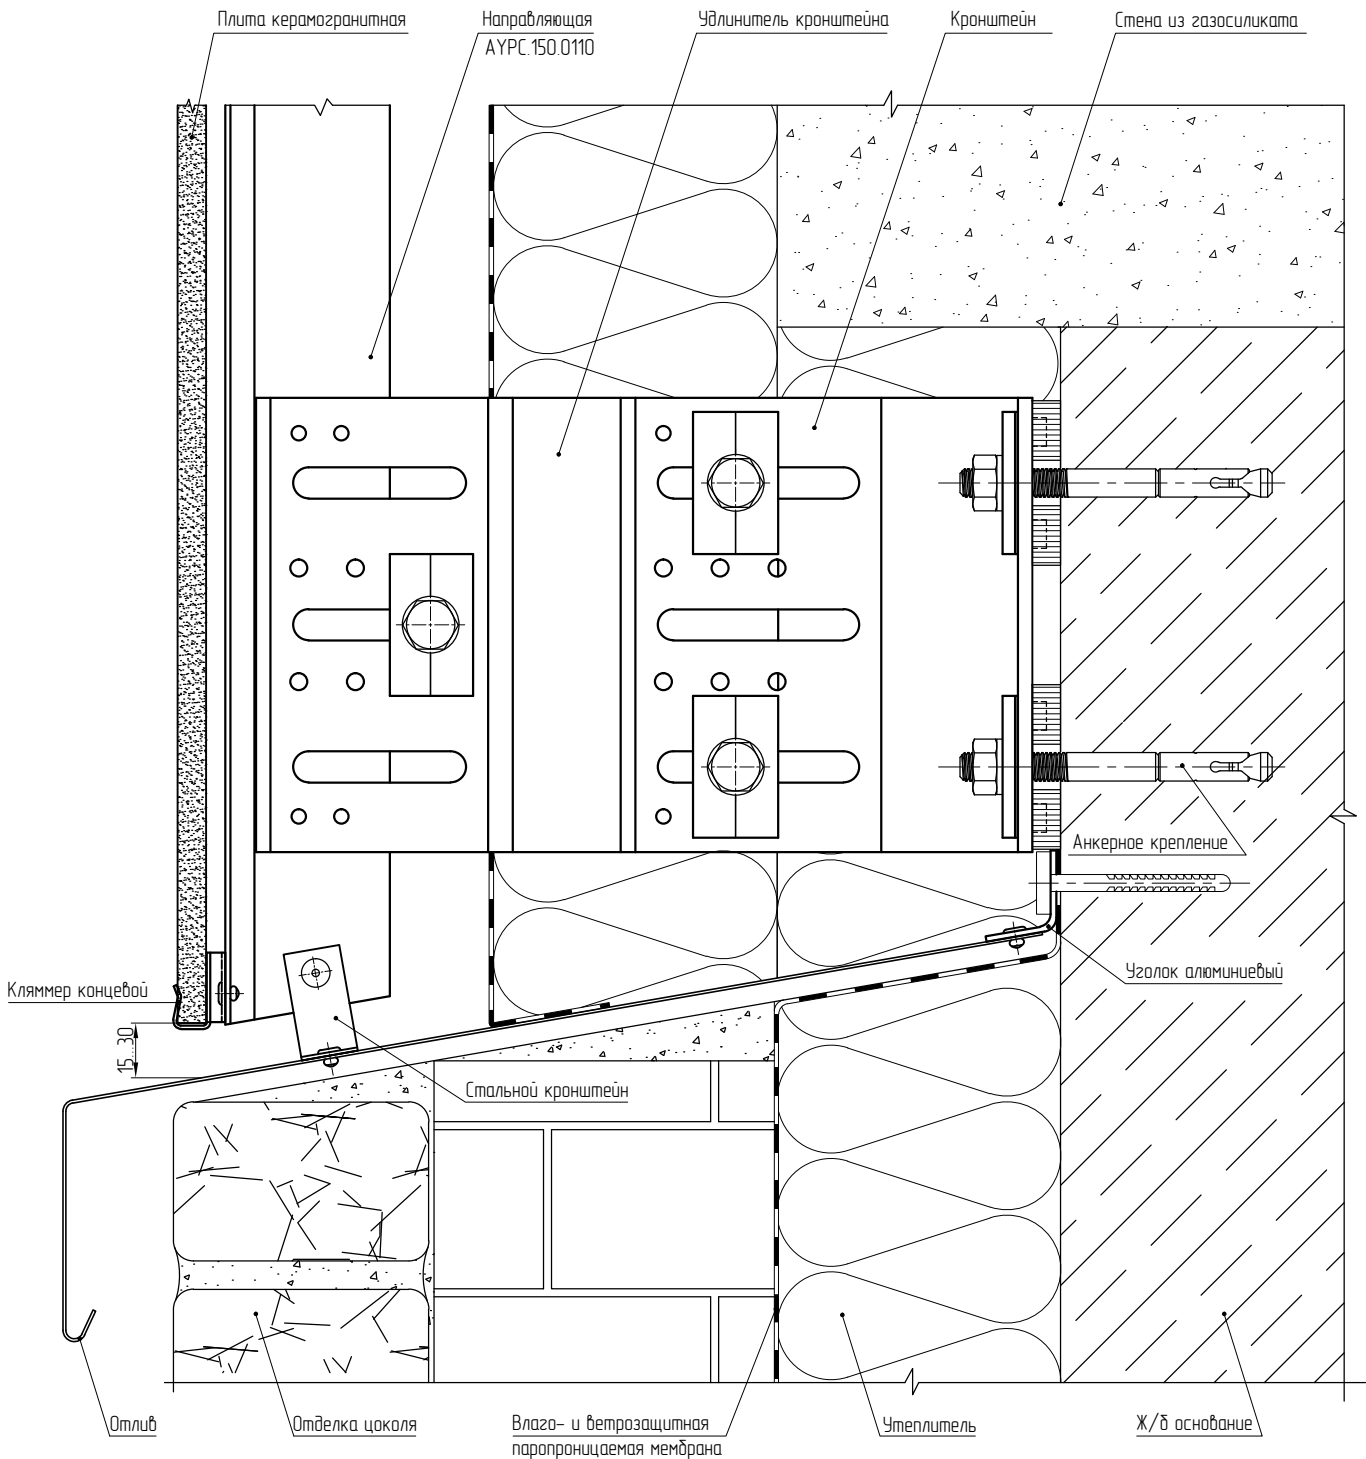 Плита керамогранитная
Направляющая
AYPC.150.0110
Удлинитель кронштейна
Кронштейн
Стена из газосиликата
Анкерное крепление
Уголок алюминиевый
Кляммер концевой
15...30
Стальной кронштейн
Отлив
Отделка цоколя
Влаго- и ветрозащитная
паропроницаемая мембрана
Утеплитель
Ж/б основание